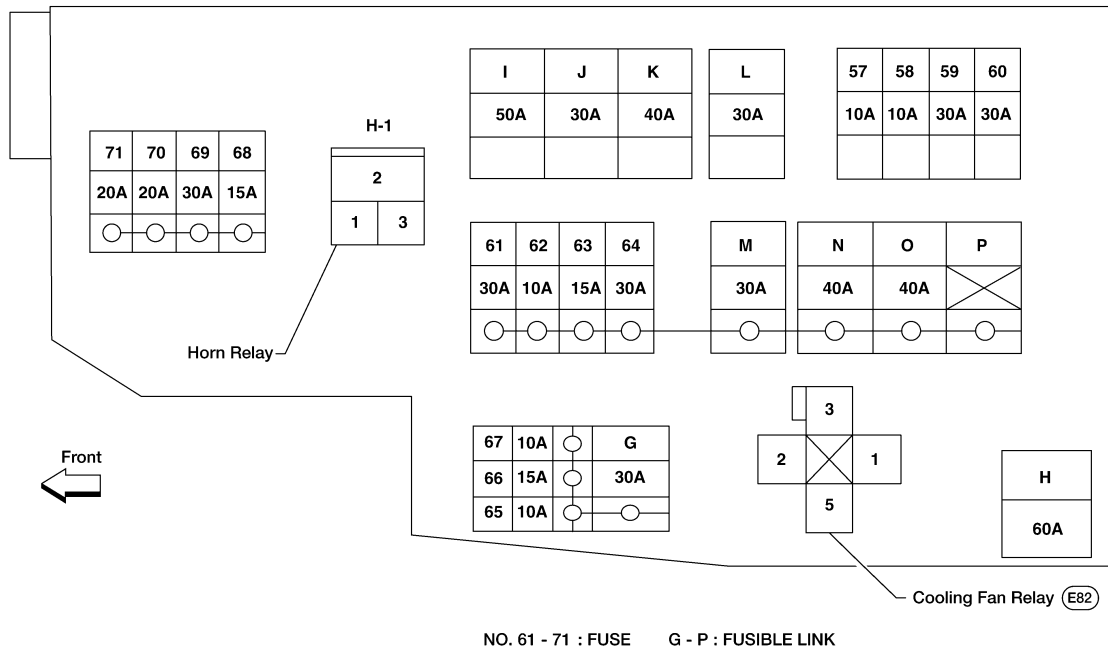 I J K L
50A 30A 40A 30A
57 58 59 60
10A 10A 30A 30A
71 70 69 68
20A 20A 30A 15A
H-1
2
1 3
Horn Relay
61 62 63 64
30A 10A 15A 30A
M
30A
N O P
40A 40A
67 10A G
66 15A 30A
65 10A
3
2 1
5
H
60A
Front
Cooling Fan Relay E82
NO. 61 - 71 : FUSE G - P : FUSIBLE LINK